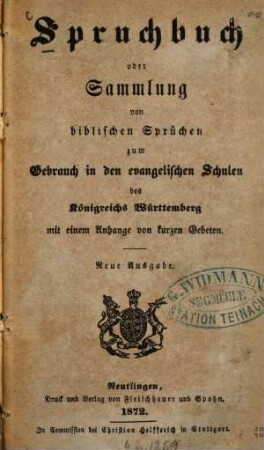 Spruchbuch
oder
Sammlung
von
biblischen Sprüchen
zum
Gebrauch in den evangelischen Schulen
des
Königreichs Württemberg
mit einem Anhange von kurzen Gebeten.
Neue Ausgabe.
G. WIDMANN
SEGMÜHLE
STATION TEINACH
Reutlingen,
Druck und Verlag von Fleischhauer und Spohn.
1872.
In Commission bei Christian Helfferich in Stuttgart.